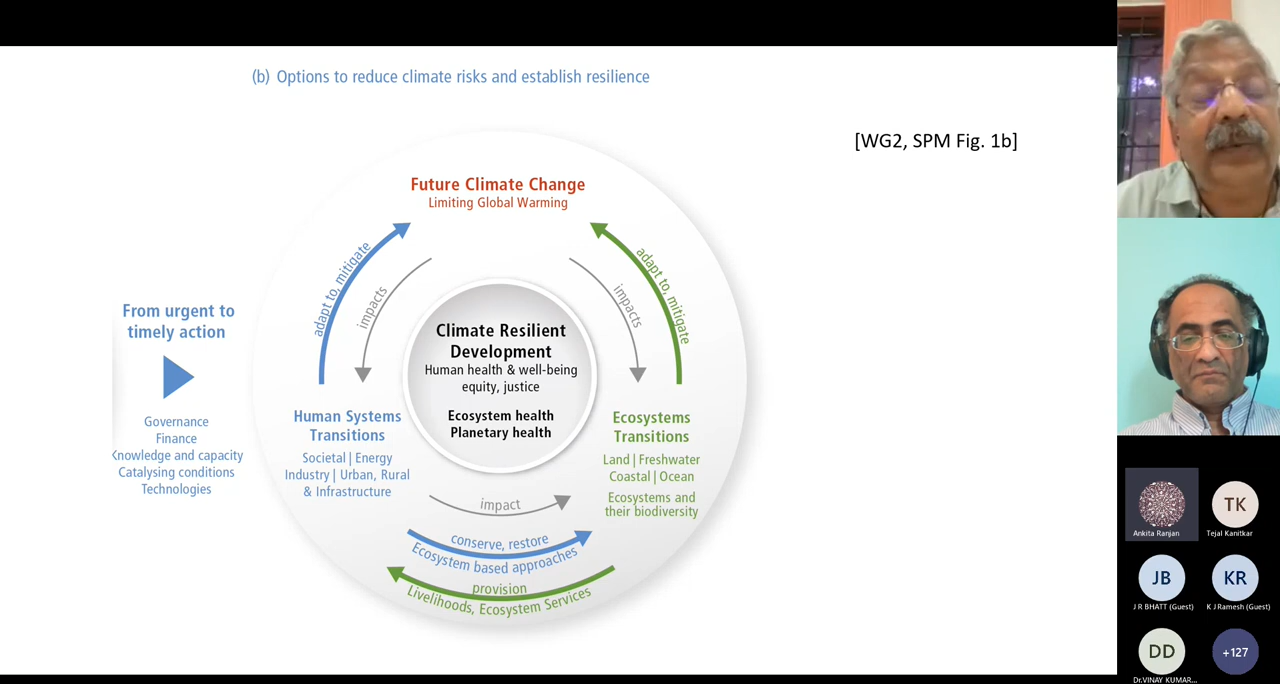 (b) Options to reduce climate risks and establish resilience
[WG2, SPM Fig. 1b]
Future Climate Change
Limiting Global Warming
adapt to, mitigate
impacts
impacts
adapt to, mitigate
From urgent to
timely action
Governance
Finance
Knowledge and capacity
Catalysing conditions
Technologies
Climate Resilient
Development
Human health & well-being
equity, justice
Ecosystem health
Planetary health
Human Systems
Transitions
Societal | Energy
Industry | Urban, Rural
& Infrastructure
Ecosystems
Transitions
Land | Freshwater
Coastal | Ocean
Ecosystems and
their biodiversity
impact
conserve, restore
Ecosystem based approaches
provision
Livelihoods, Ecosystem Services
Ankita Ranjan
TK
Tejal Kanitkar
JB
J R BHATT (Guest)
KR
K J Ramesh (Guest)
DD
Dr.VINAY KUMAR...
+127